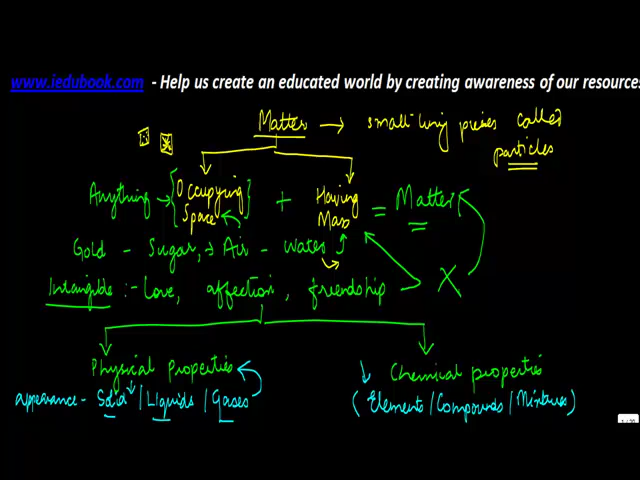 www.iedubook.com - Help us create an educated world by creating awareness of our resources
Matter → small tiny pieces called
particles
Anything → { Occupying Space } + Having Mass = Matter
Gold - Sugar, → Air - Water
Intangible :- Love, affection, friendship X
Physical properties Chemical properties
appearance - Solid / Liquids / Gases ( Elements / Compounds / Mixtures )